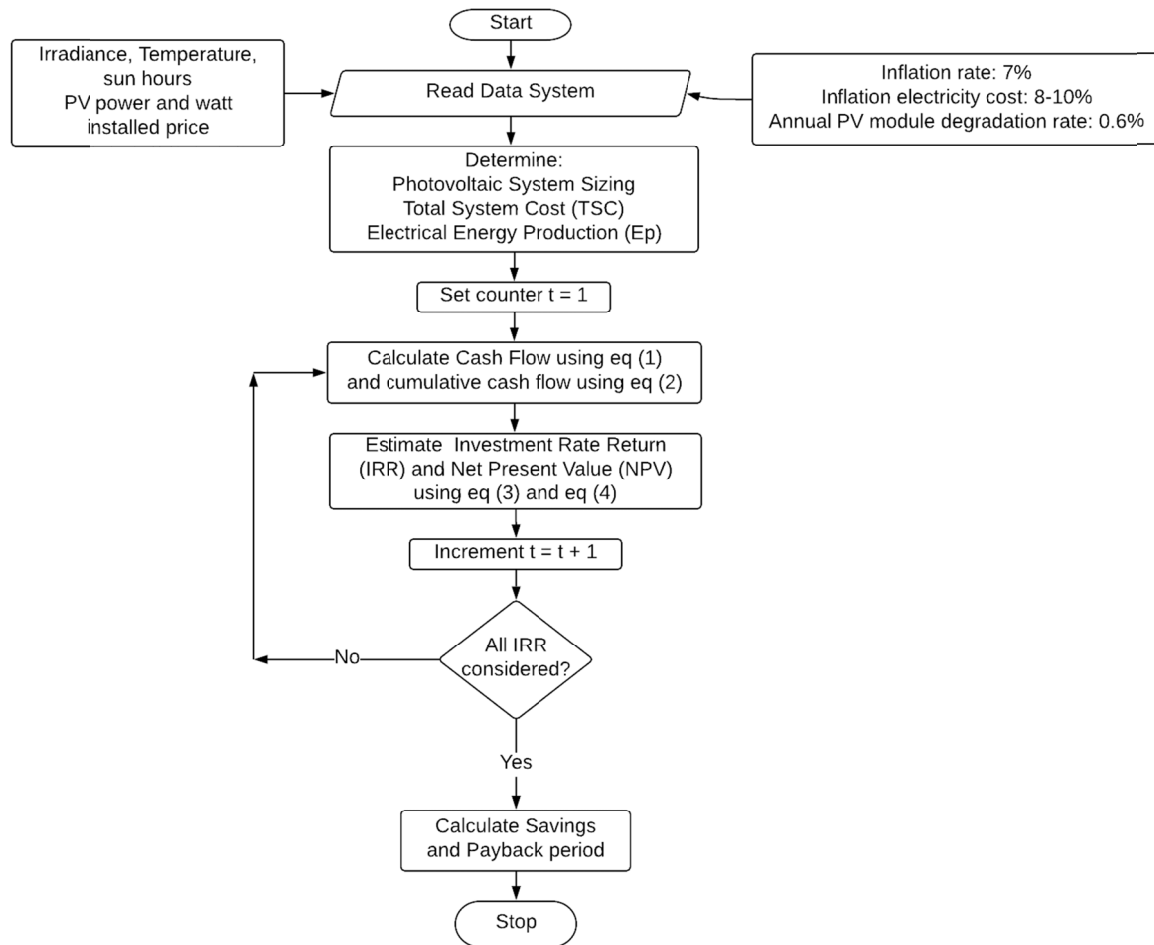 Start
Irradiance, Temperature,
sun hours
PV power and watt
installed price
Read Data System
Inflation rate: 7%
Inflation electricity cost: 8-10%
Annual PV module degradation rate: 0.6%
Determine:
Photovoltaic System Sizing
Total System Cost (TSC)
Electrical Energy Production (Ep)
Set counter t = 1
Calculate Cash Flow using eq (1)
and cumulative cash flow using eq (2)
Estimate Investment Rate Return
(IRR) and Net Present Value (NPV)
using eq (3) and eq (4)
Increment t = t + 1
All IRR
considered?
No
Yes
Calculate Savings
and Payback period
Stop